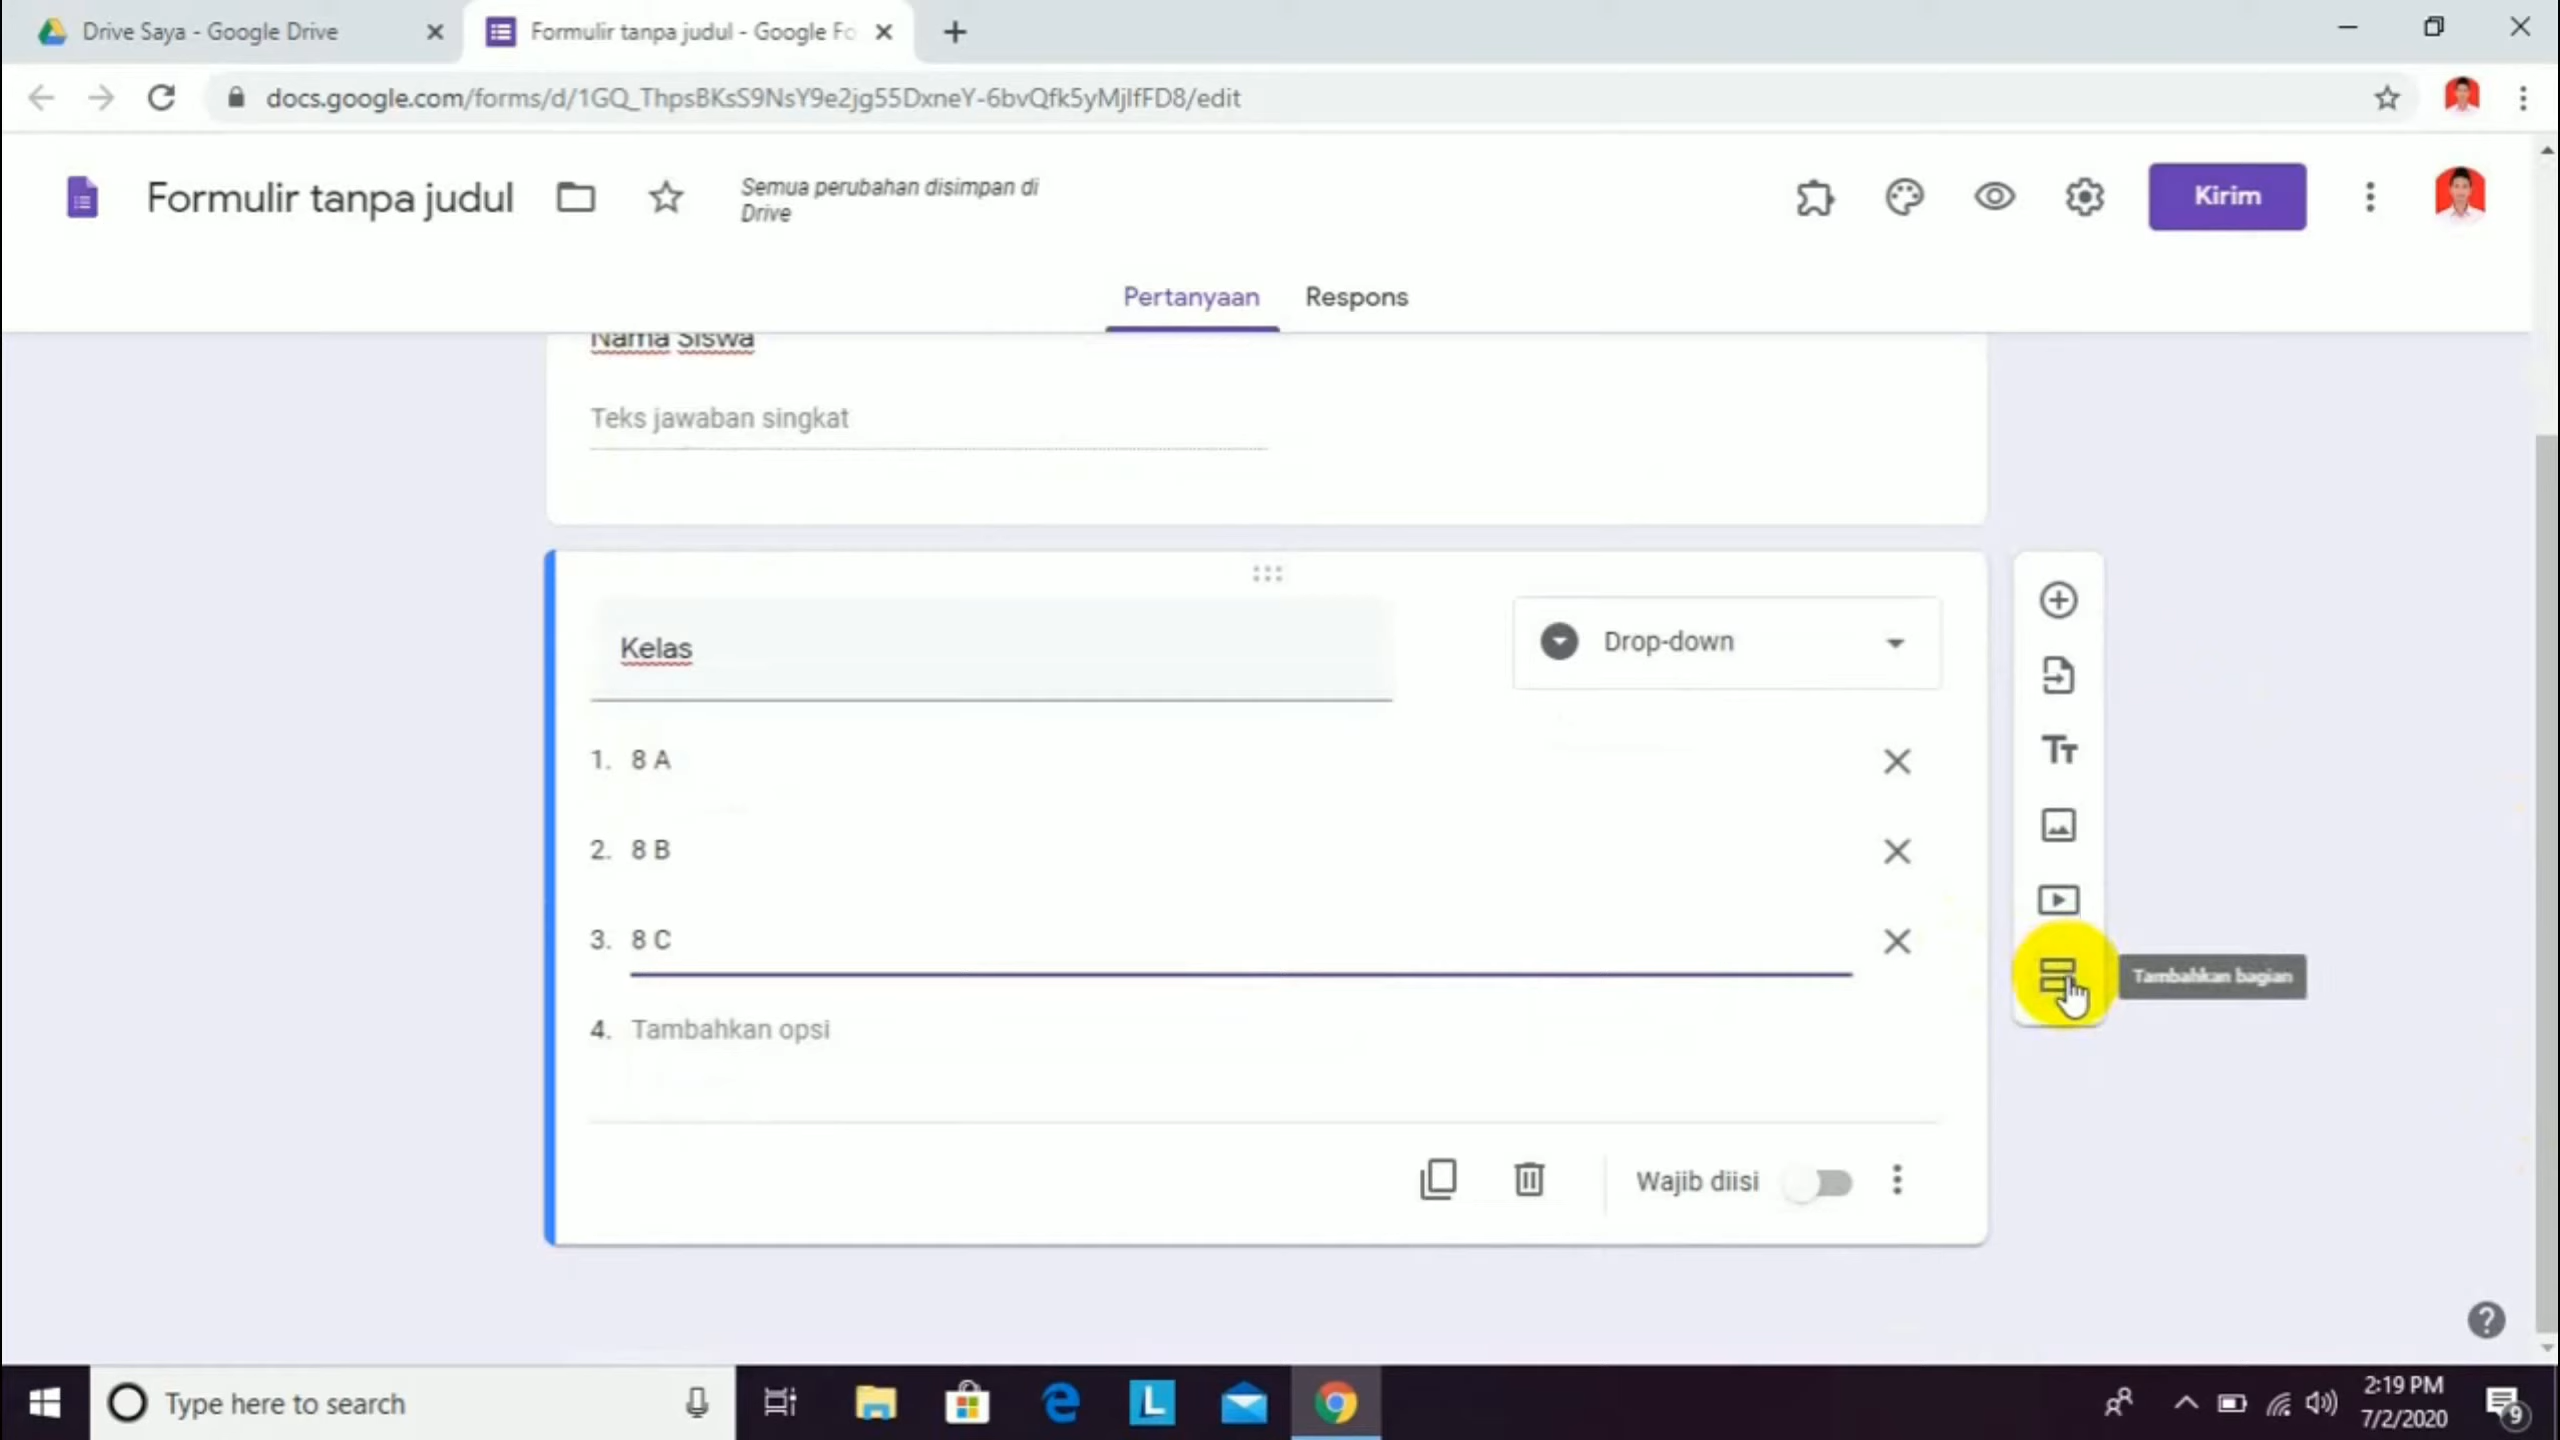 Drive Saya - Google Drive
Formulir tanpa judul - Google Fo
docs.google.com/forms/d/1GQ_ThpsBKsS9NsY9e2jg55DxneY-6bvQfk5yMjlfFD8/edit
Formulir tanpa judul
Semua perubahan disimpan di
Drive
Kirim
Pertanyaan
Respons
Nama Siswa
Teks jawaban singkat
Kelas
Drop-down
1. 8 A
2. 8 B
3. 8 C
Tambahkan bagian
4. Tambahkan opsi
Wajib diisi
Type here to search
2:19 PM
7/2/2020
9